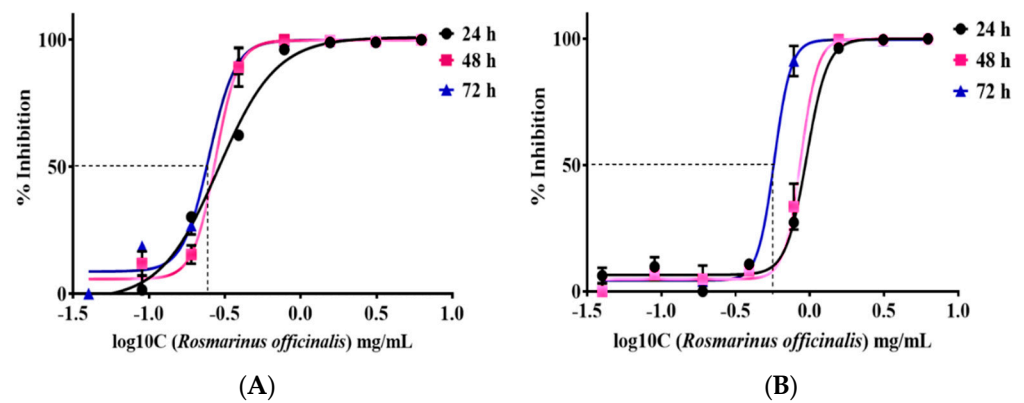 100
50
0
% Inhibition
24 h
48 h
72 h
-1.5 -1.0 -0.5 0.0 0.5 1.0
log10C (Rosmarinus officinalis) mg/mL
(A)
100
50
0
% Inhibition
24 h
48 h
72 h
-1.5 -1.0 -0.5 0.0 0.5 1.0
log10C (Rosmarinus officinalis) mg/mL
(B)